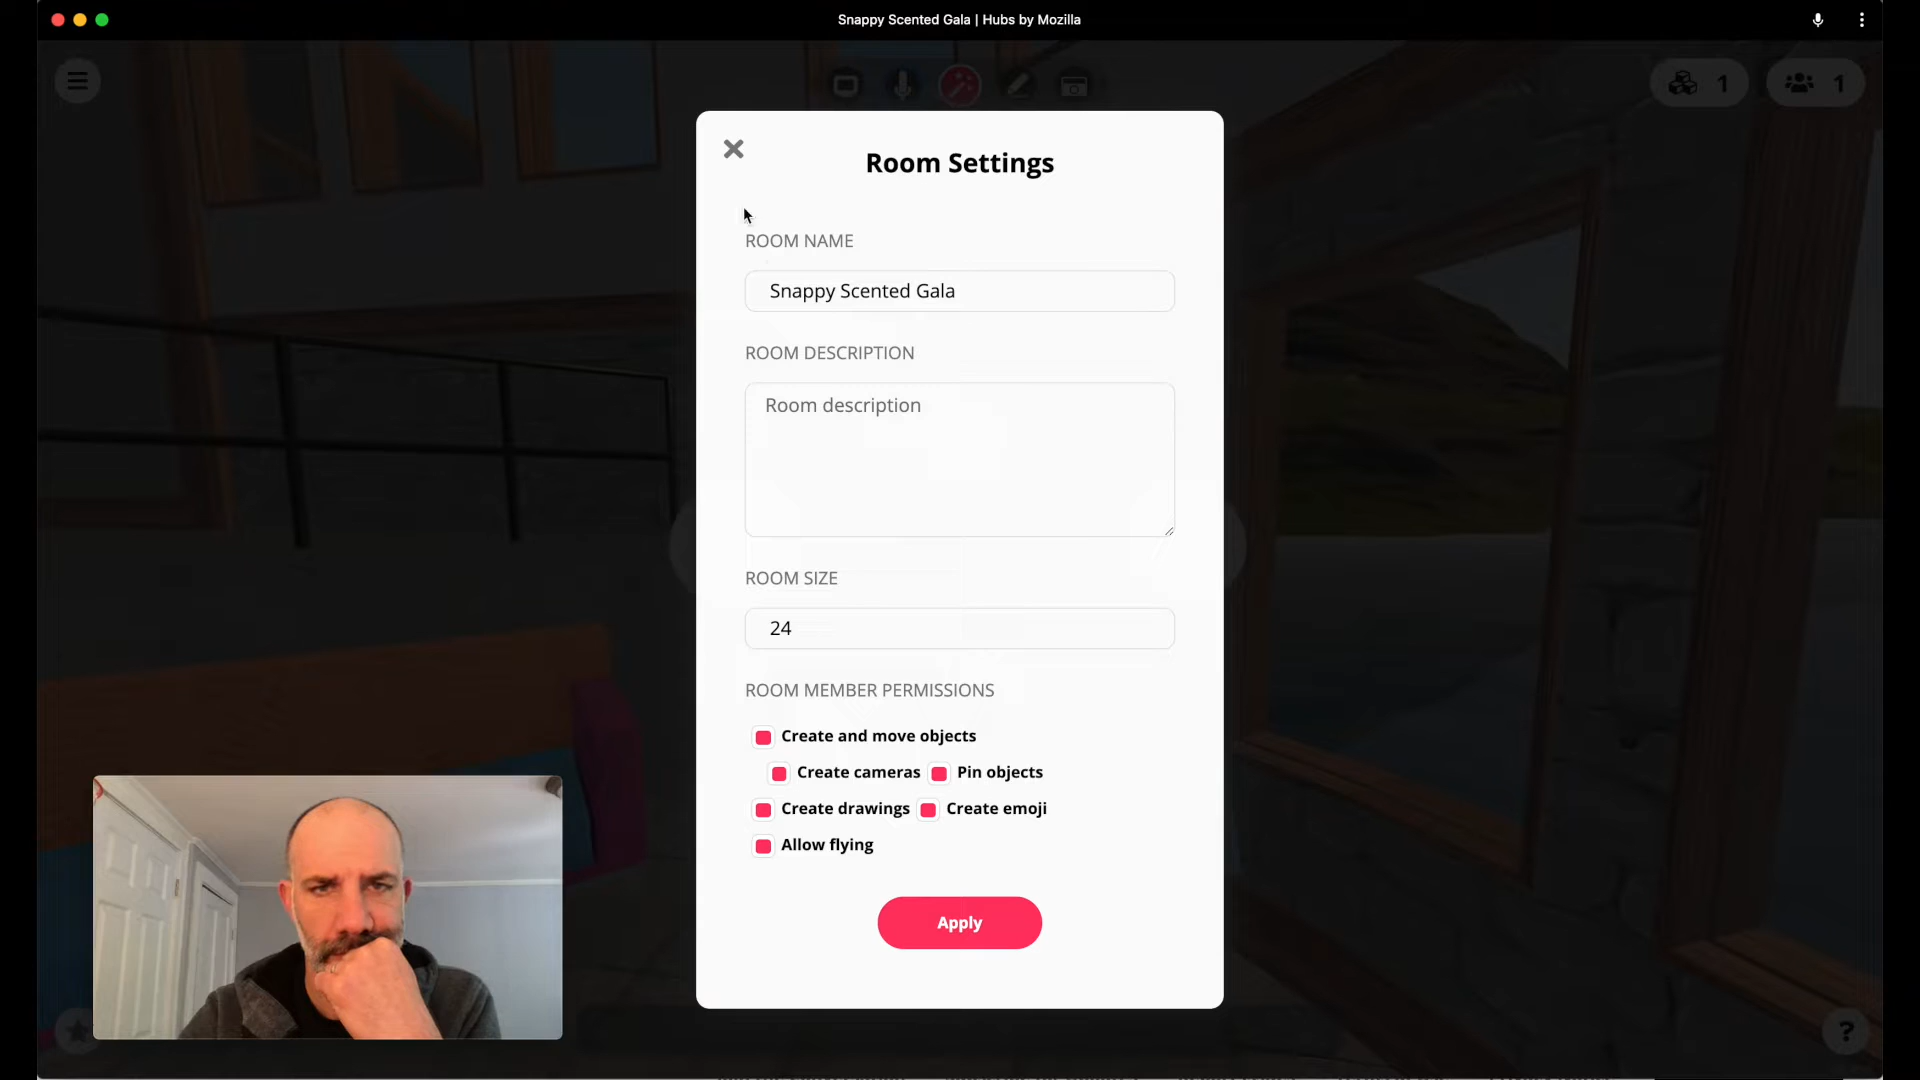 Snappy Scented Gala | Hubs by Mozilla
1
1
Room Settings
ROOM NAME
Snappy Scented Gala
ROOM DESCRIPTION
Room description
ROOM SIZE
24
ROOM MEMBER PERMISSIONS
Create and move objects
Create cameras Pin objects
Create drawings Create emoji
Allow flying
Apply
?